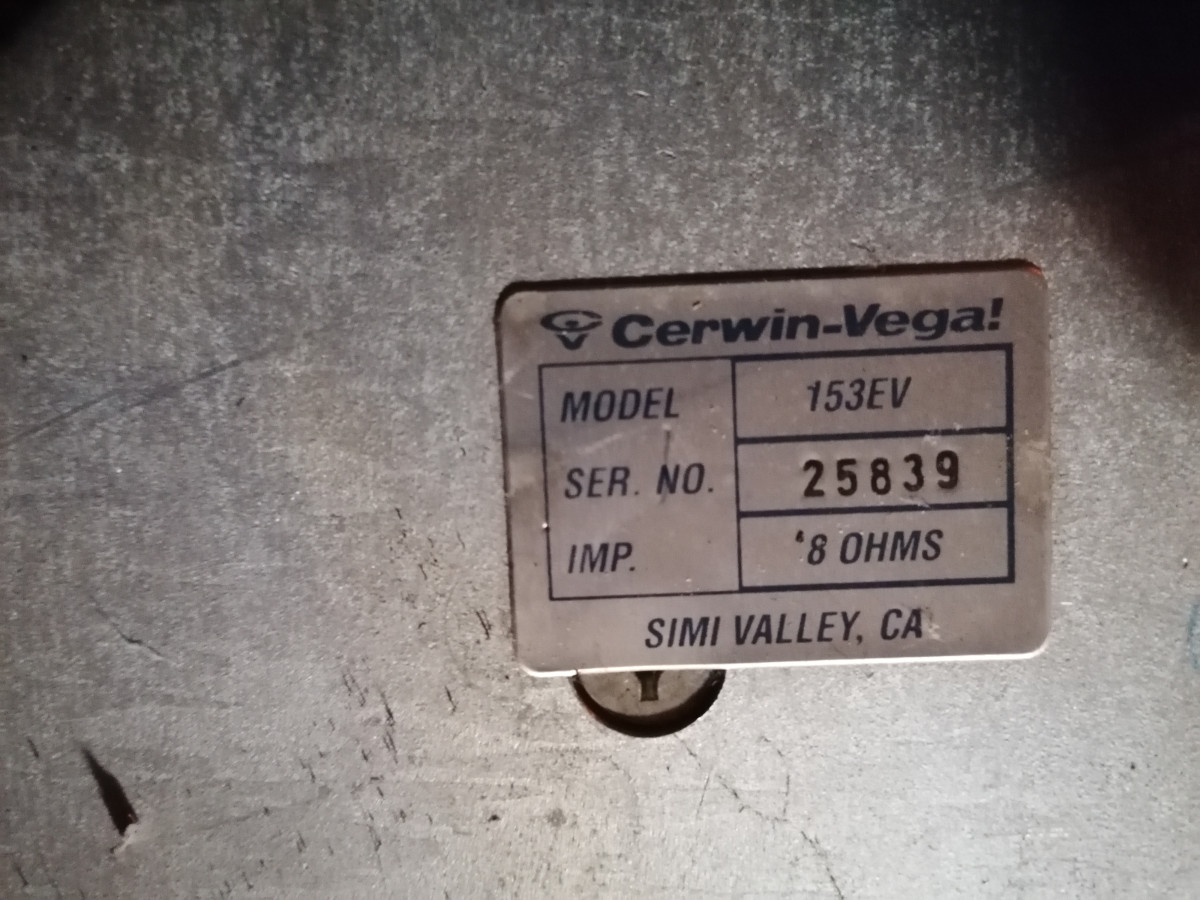 Cerwin-Vega!
MODEL 153EV
SER. NO. 25839
IMP. 8 OHMS
SIMI VALLEY, CA